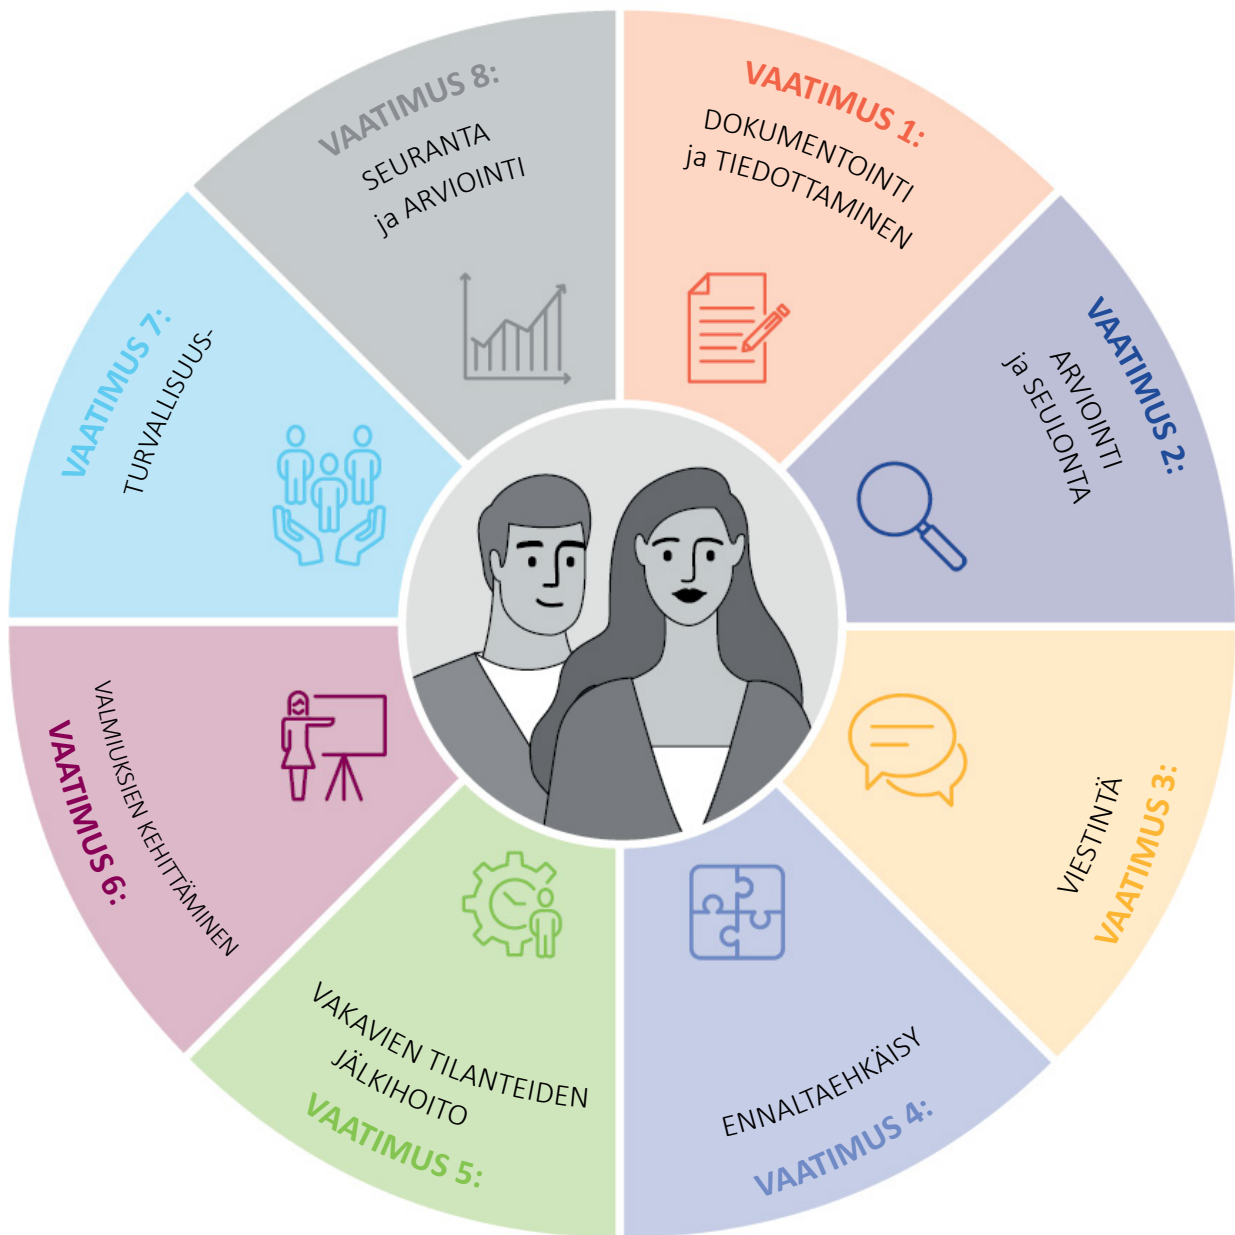 VAATIMUS 1:
DOKUMENTOINTI
ja TIEDOTTAMINEN
VAATIMUS 2:
ARVIOINTI
ja SEULONTA
VIESTINTÄ
VAATIMUS 3:
ENNALTAEHKÄISY
VAATIMUS 4:
VAKAVIEN TILANTEIDEN
JÄLKIHOITO
VAATIMUS 5:
VALMIUKSIEN KEHITTÄMINEN
VAATIMUS 6:
VAATIMUS 7:
TURVALLISUUS-
VAATIMUS 8:
SEURANTA
ja ARVIOINTI